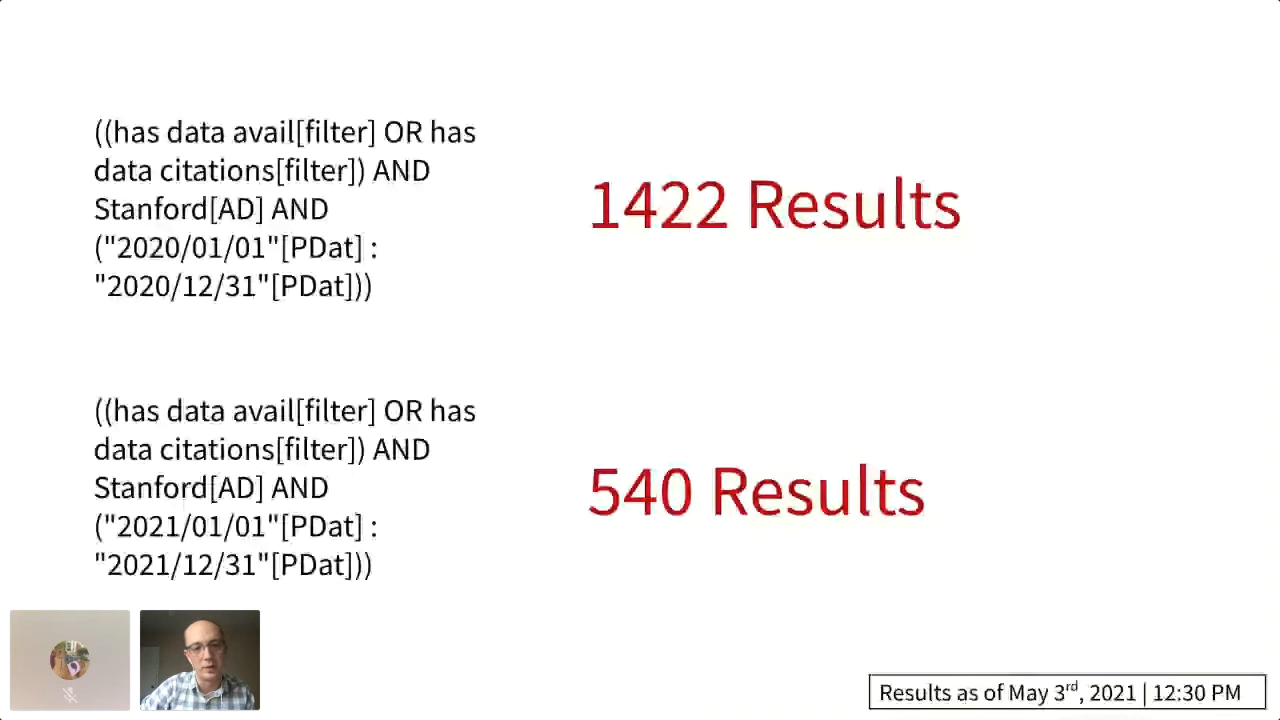 ((has data avail[filter] OR has
data citations[filter]) AND
Stanford[AD] AND
("2020/01/01"[PDat] :
"2020/12/31"[PDat]))
1422 Results
((has data avail[filter] OR has
data citations[filter]) AND
Stanford[AD] AND
("2021/01/01"[PDat] :
"2021/12/31"[PDat]))
540 Results
Results as of May 3rd, 2021 | 12:30 PM